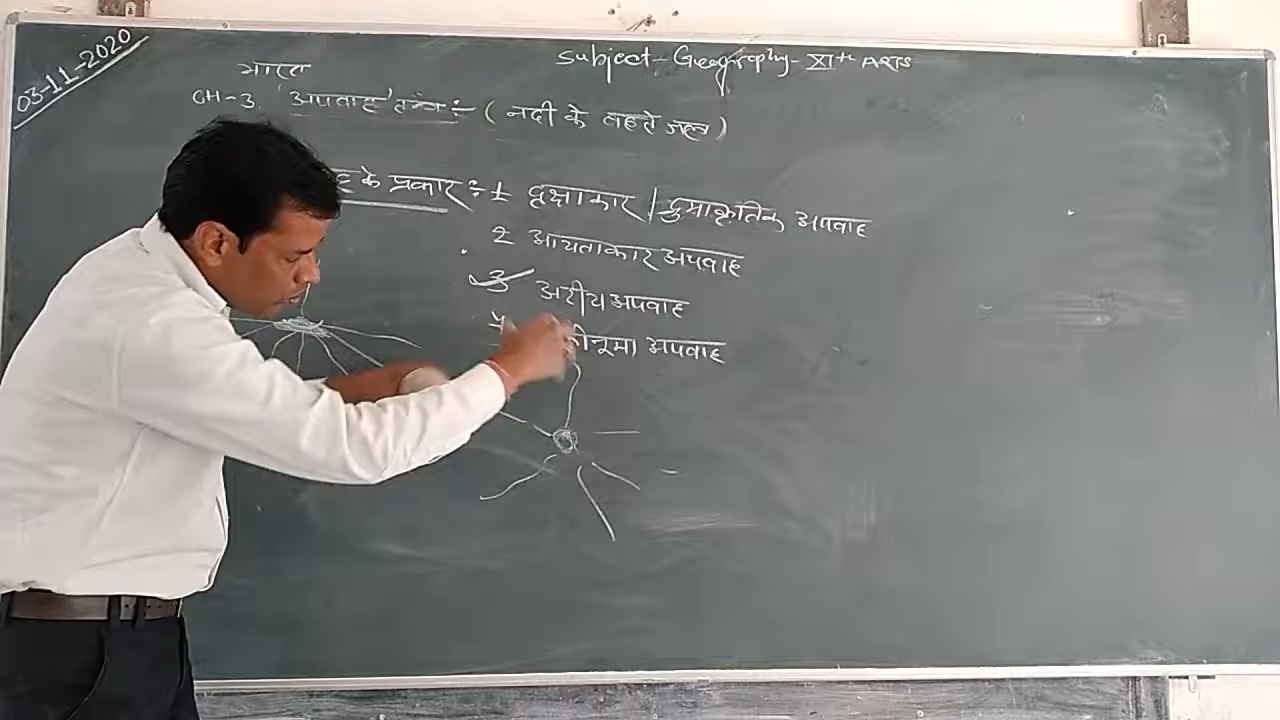 03-11-2020
Subject - Geography - XIth ARTS
भारत
CH-3. 'अपवाह' तन्त्र :- (नदी के बहते जल)
के प्रकार :- 1 वृक्षाकार / द्रुमाकृतिक अपवाह
2 आयताकार अपवाह
3 अरीय अपवाह
4 अपवाह